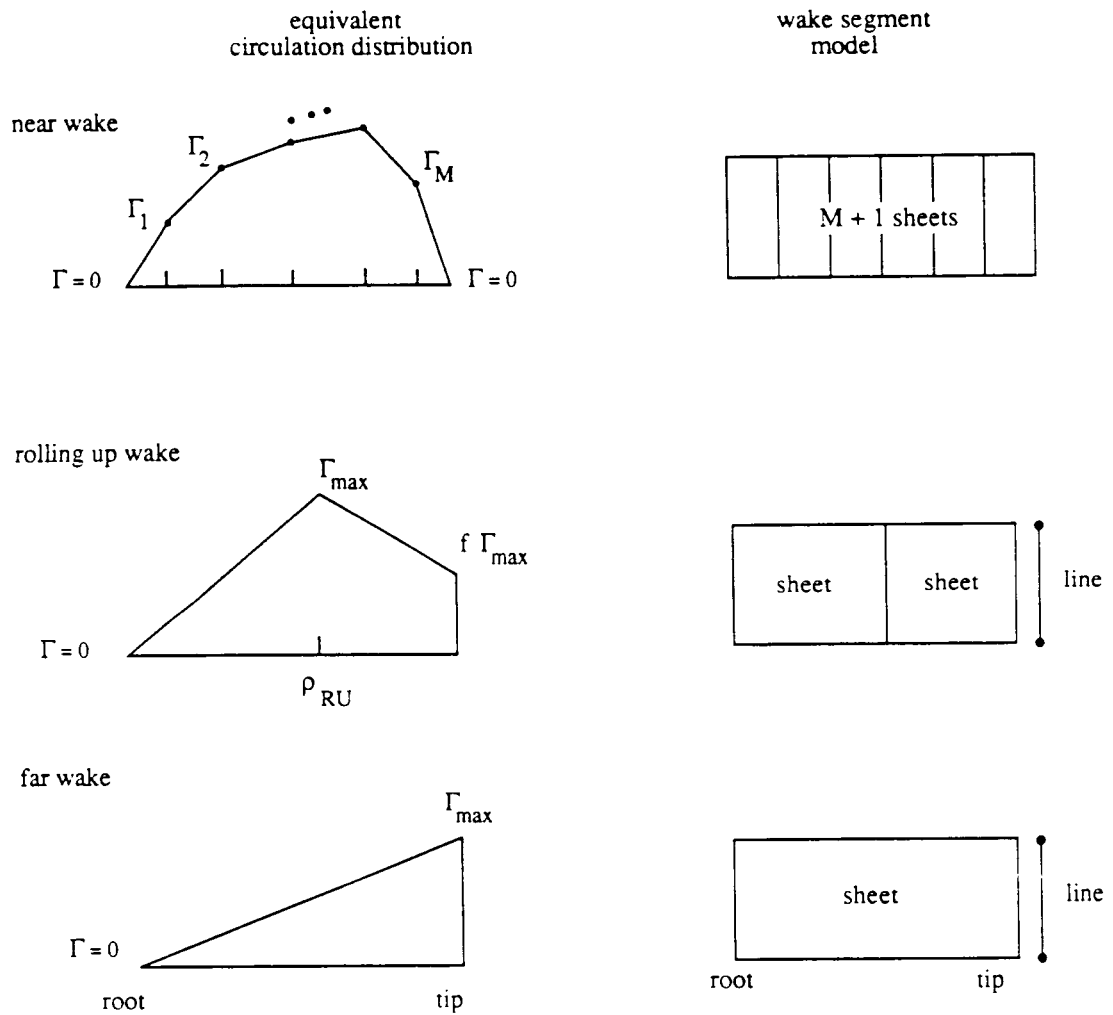 equivalent
circulation distribution
wake segment
model
near wake
Γ1
Γ2
ΓM
Γ = 0
Γ = 0
M + 1 sheets
rolling up wake
Γmax
f Γmax
Γ = 0
ρRU
sheet
sheet
line
far wake
Γmax
Γ = 0
root
tip
sheet
line
root
tip